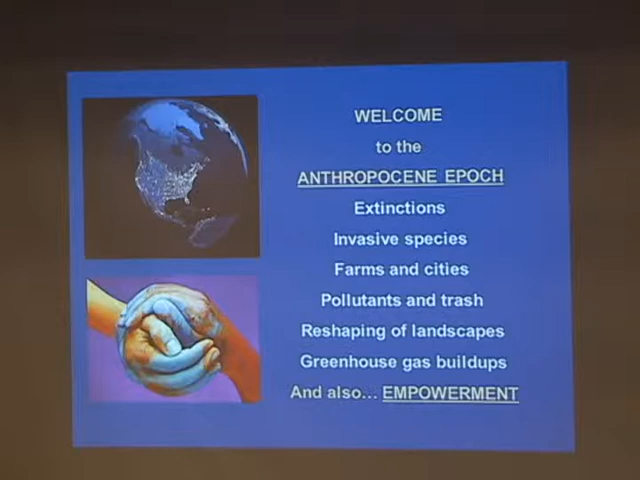 WELCOME
to the
ANTHROPOCENE EPOCH
Extinctions
Invasive species
Farms and cities
Pollutants and trash
Reshaping of landscapes
Greenhouse gas buildups
And also... EMPOWERMENT